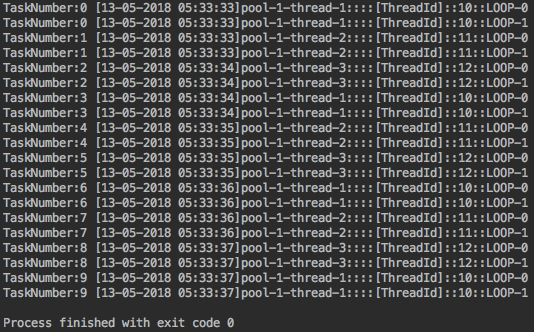 TaskNumber:0 [13-05-2018 05:33:33]pool-1-thread-1::::[ThreadId]::10::LOOP-0
TaskNumber:0 [13-05-2018 05:33:33]pool-1-thread-1::::[ThreadId]::10::LOOP-1
TaskNumber:1 [13-05-2018 05:33:33]pool-1-thread-2::::[ThreadId]::11::LOOP-0
TaskNumber:1 [13-05-2018 05:33:33]pool-1-thread-2::::[ThreadId]::11::LOOP-1
TaskNumber:2 [13-05-2018 05:33:34]pool-1-thread-3::::[ThreadId]::12::LOOP-0
TaskNumber:2 [13-05-2018 05:33:34]pool-1-thread-3::::[ThreadId]::12::LOOP-1
TaskNumber:3 [13-05-2018 05:33:34]pool-1-thread-1::::[ThreadId]::10::LOOP-0
TaskNumber:3 [13-05-2018 05:33:34]pool-1-thread-1::::[ThreadId]::10::LOOP-1
TaskNumber:4 [13-05-2018 05:33:35]pool-1-thread-2::::[ThreadId]::11::LOOP-0
TaskNumber:4 [13-05-2018 05:33:35]pool-1-thread-2::::[ThreadId]::11::LOOP-1
TaskNumber:5 [13-05-2018 05:33:35]pool-1-thread-3::::[ThreadId]::12::LOOP-0
TaskNumber:5 [13-05-2018 05:33:35]pool-1-thread-3::::[ThreadId]::12::LOOP-1
TaskNumber:6 [13-05-2018 05:33:36]pool-1-thread-1::::[ThreadId]::10::LOOP-0
TaskNumber:6 [13-05-2018 05:33:36]pool-1-thread-1::::[ThreadId]::10::LOOP-1
TaskNumber:7 [13-05-2018 05:33:36]pool-1-thread-2::::[ThreadId]::11::LOOP-0
TaskNumber:7 [13-05-2018 05:33:36]pool-1-thread-2::::[ThreadId]::11::LOOP-1
TaskNumber:8 [13-05-2018 05:33:37]pool-1-thread-3::::[ThreadId]::12::LOOP-0
TaskNumber:8 [13-05-2018 05:33:37]pool-1-thread-3::::[ThreadId]::12::LOOP-1
TaskNumber:9 [13-05-2018 05:33:37]pool-1-thread-1::::[ThreadId]::10::LOOP-0
TaskNumber:9 [13-05-2018 05:33:37]pool-1-thread-1::::[ThreadId]::10::LOOP-1
Process finished with exit code 0